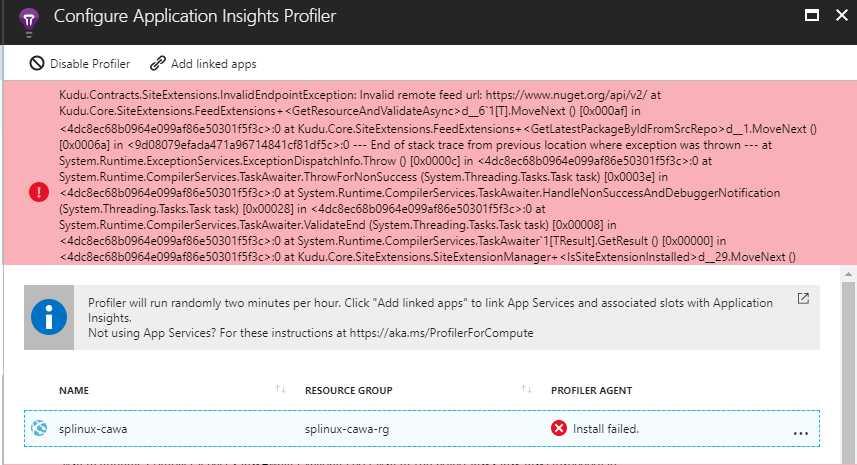 Configure Application Insights Profiler
Disable Profiler
Add linked apps
Kudu.Contracts.SiteExtensions.InvalidEndpointException: Invalid remote feed url: https://www.nuget.org/api/v2/ at
Kudu.Core.SiteExtensions.FeedExtensions+<GetResourceAndValidateAsync>d__6`1[T].MoveNext () [0x000af] in
<4dc8ec68b0964e099af86e50301f5f3c>:0 at Kudu.Core.SiteExtensions.FeedExtensions+<GetLatestPackageByIdFromSrcRepo>d__1.MoveNext ()
[0x0006a] in <9d08079efada471a96714841cf81df5c>:0 --- End of stack trace from previous location where exception was thrown --- at
System.Runtime.ExceptionServices.ExceptionDispatchInfo.Throw () [0x0000c] in <4dc8ec68b0964e099af86e50301f5f3c>:0 at
System.Runtime.CompilerServices.TaskAwaiter.ThrowForNonSuccess (System.Threading.Tasks.Task task) [0x0003e] in
<4dc8ec68b0964e099af86e50301f5f3c>:0 at System.Runtime.CompilerServices.TaskAwaiter.HandleNonSuccessAndDebuggerNotification
(System.Threading.Tasks.Task task) [0x00028] in <4dc8ec68b0964e099af86e50301f5f3c>:0 at
System.Runtime.CompilerServices.TaskAwaiter.ValidateEnd (System.Threading.Tasks.Task task) [0x00008] in
<4dc8ec68b0964e099af86e50301f5f3c>:0 at System.Runtime.CompilerServices.TaskAwaiter`1[TResult].GetResult () [0x00000] in
<4dc8ec68b0964e099af86e50301f5f3c>:0 at Kudu.Core.SiteExtensions.SiteExtensionManager+<IsSiteExtensionInstalled>d__29.MoveNext ()
Profiler will run randomly two minutes per hour. Click "Add linked apps" to link App Services and associated slots with Application
Insights.
Not using App Services? For these instructions at https://aka.ms/ProfilerForCompute
NAME RESOURCE GROUP PROFILER AGENT
splinux-cawa splinux-cawa-rg Install failed. ...